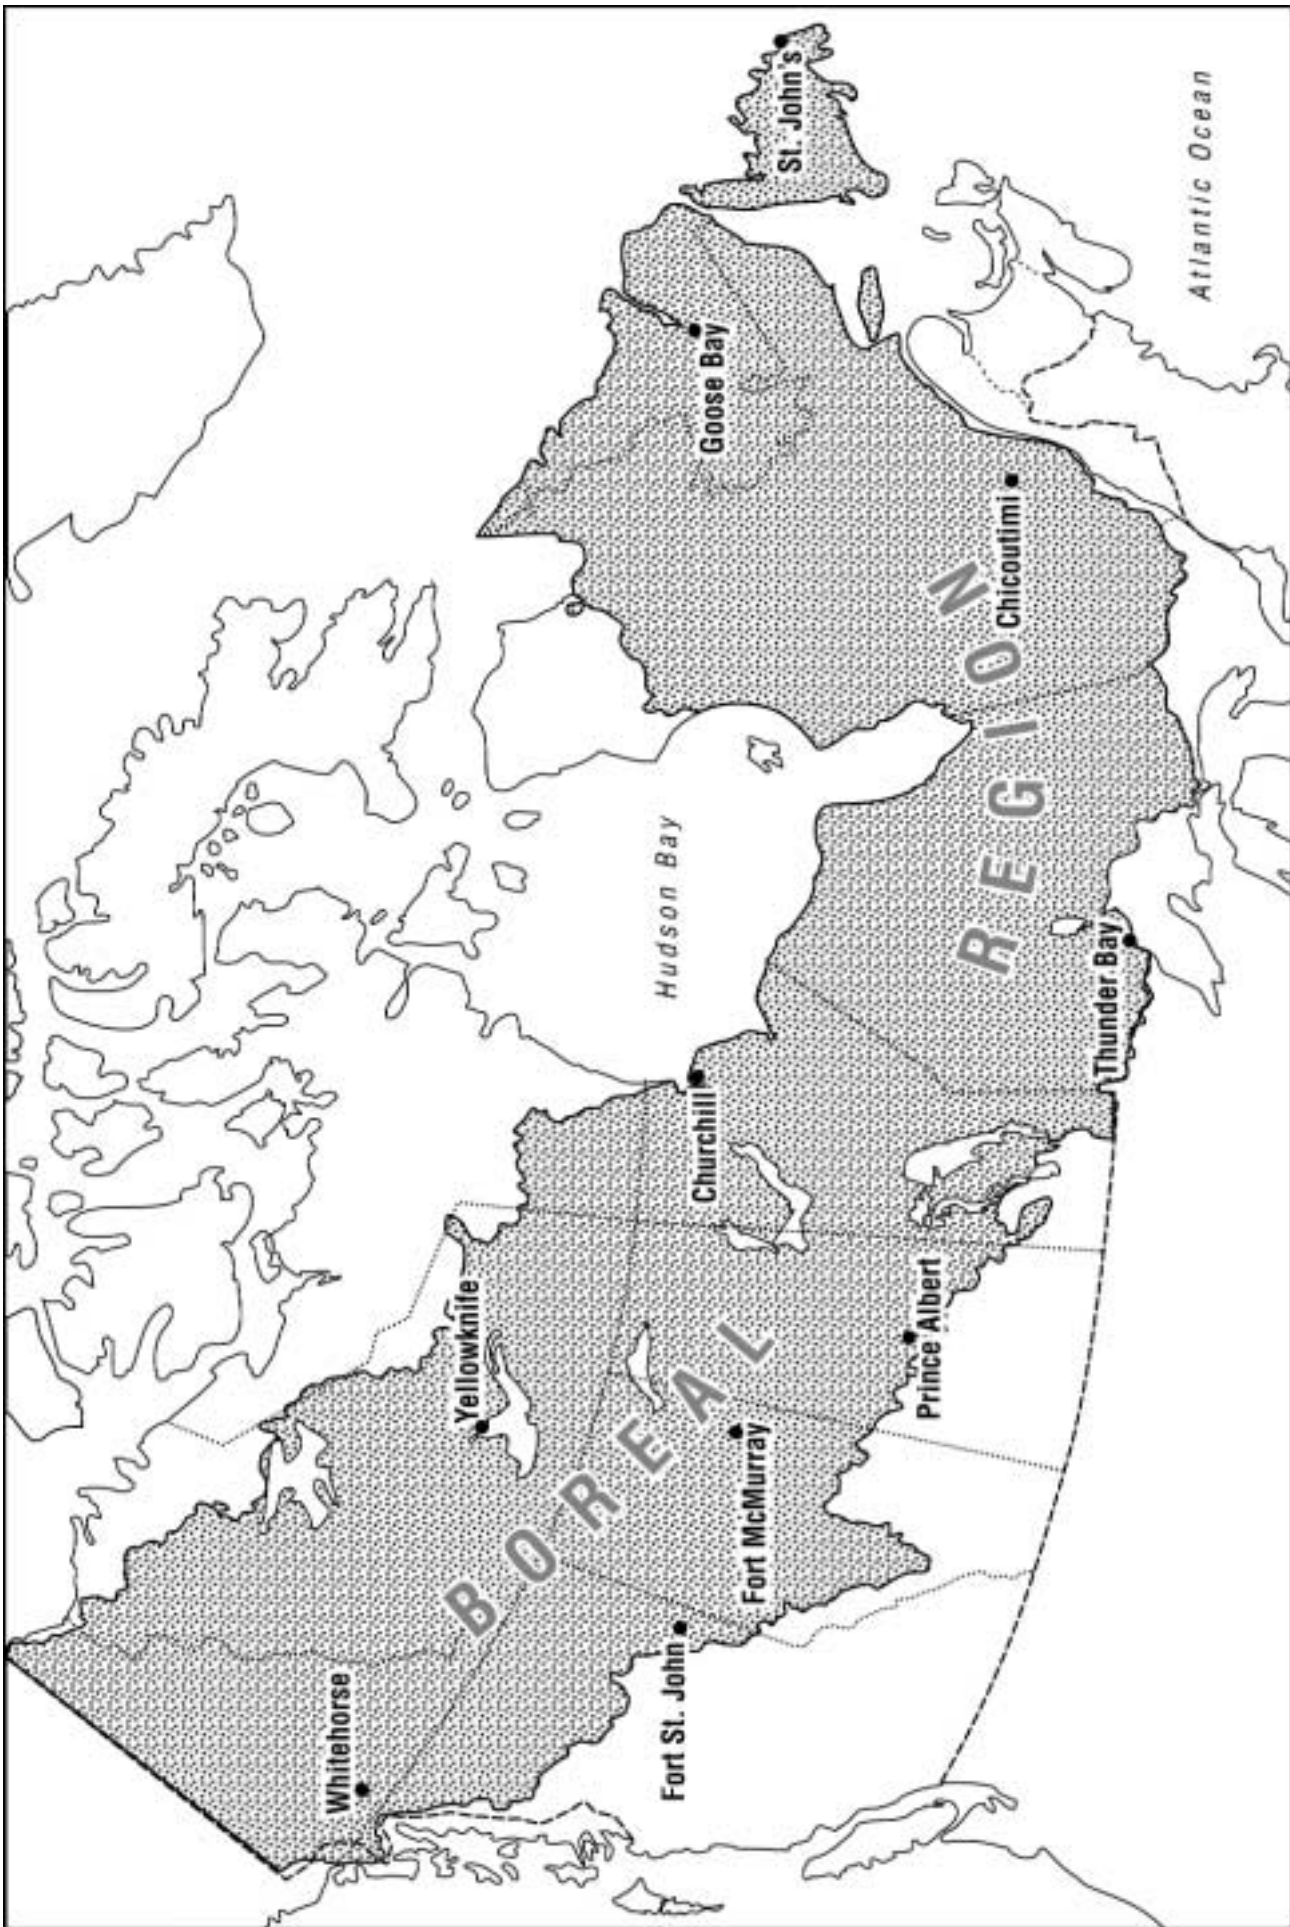 Whitehorse
Yellowknife
BOREAL
Fort St. John
Fort McMurray
Prince Albert
Churchill
Hudson Bay
Thunder Bay
REGION
Chicoutimi
Goose Bay
St. John's
Atlantic Ocean